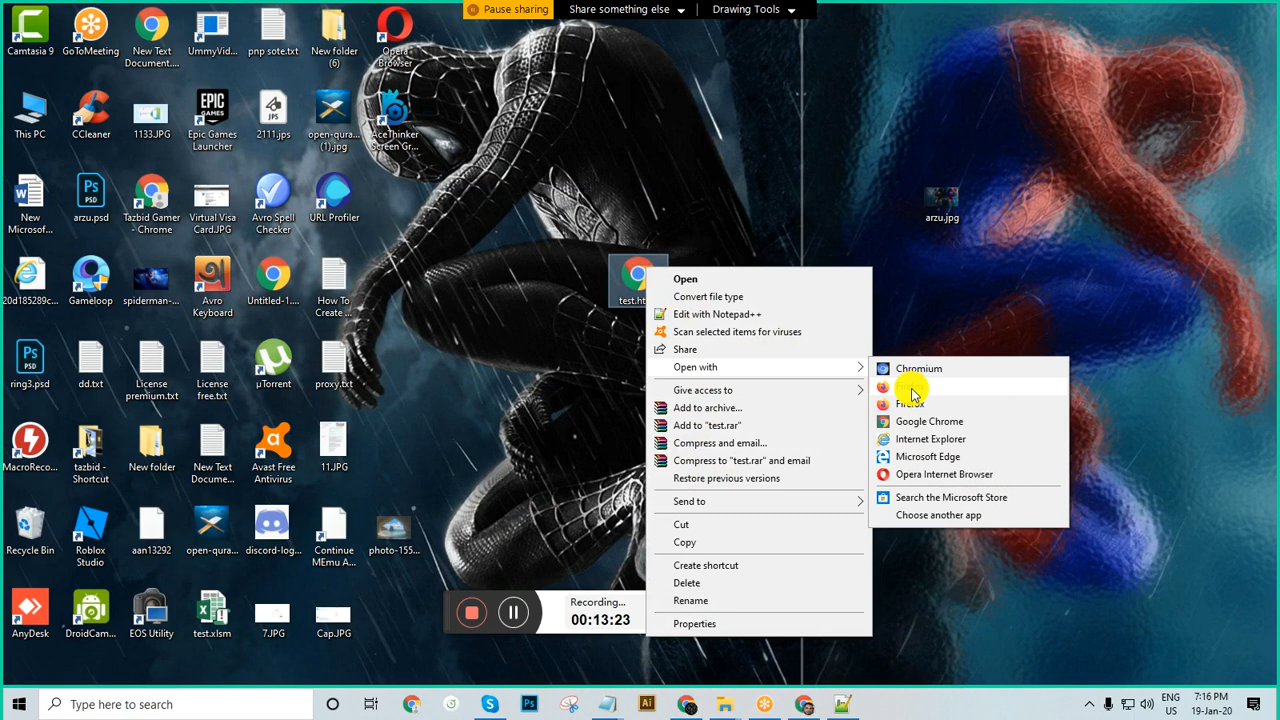 Pause sharing
Share something else
Drawing Tools
Camtasia 9
GoToMeeting
New Text
Document....
UmmyVid...
pnp sote.txt
New folder
(6)
Opera
Browser
This PC
CCleaner
1133.JPG
Epic Games
Launcher
2111.jps
open-qura...
(1).jpg
AceThinker
Screen Gr...
New
Microsof...
arzu.psd
Tazbid Gamer
- Chrome
Virtual Visa
Card.JPG
Avro Spell
Checker
URL Profiler
arzu.jpg
20d185289c...
Gameloop
spiderman-...
Avro
Keyboard
Untitled-1....
How To
Create ...
test.ht
ring3.psd
dd.txt
License
premium.txt
License
free.txt
µTorrent
proxy.txt
MacroReco...
tazbid -
Shortcut
New folder
New Text
Docume...
Avast Free
Antivirus
11.JPG
Recycle Bin
Roblox
Studio
aan13292
open-qura...
discord-log...
Continue
MEmu A...
photo-155...
AnyDesk
DroidCam...
EOS Utility
test.xlsm
7.JPG
Cap.JPG
Open
Convert file type
Edit with Notepad++
Scan selected items for viruses
Share
Open with
Give access to
Add to archive...
Add to "test.rar"
Compress and email...
Compress to "test.rar" and email
Restore previous versions
Send to
Cut
Copy
Create shortcut
Delete
Rename
Properties
Chromium
Firefox
Firefox
Google Chrome
Internet Explorer
Microsoft Edge
Opera Internet Browser
Search the Microsoft Store
Choose another app
Recording...
00:13:23
Type here to search
ENG
US
7:16 PM
19-Jan-20